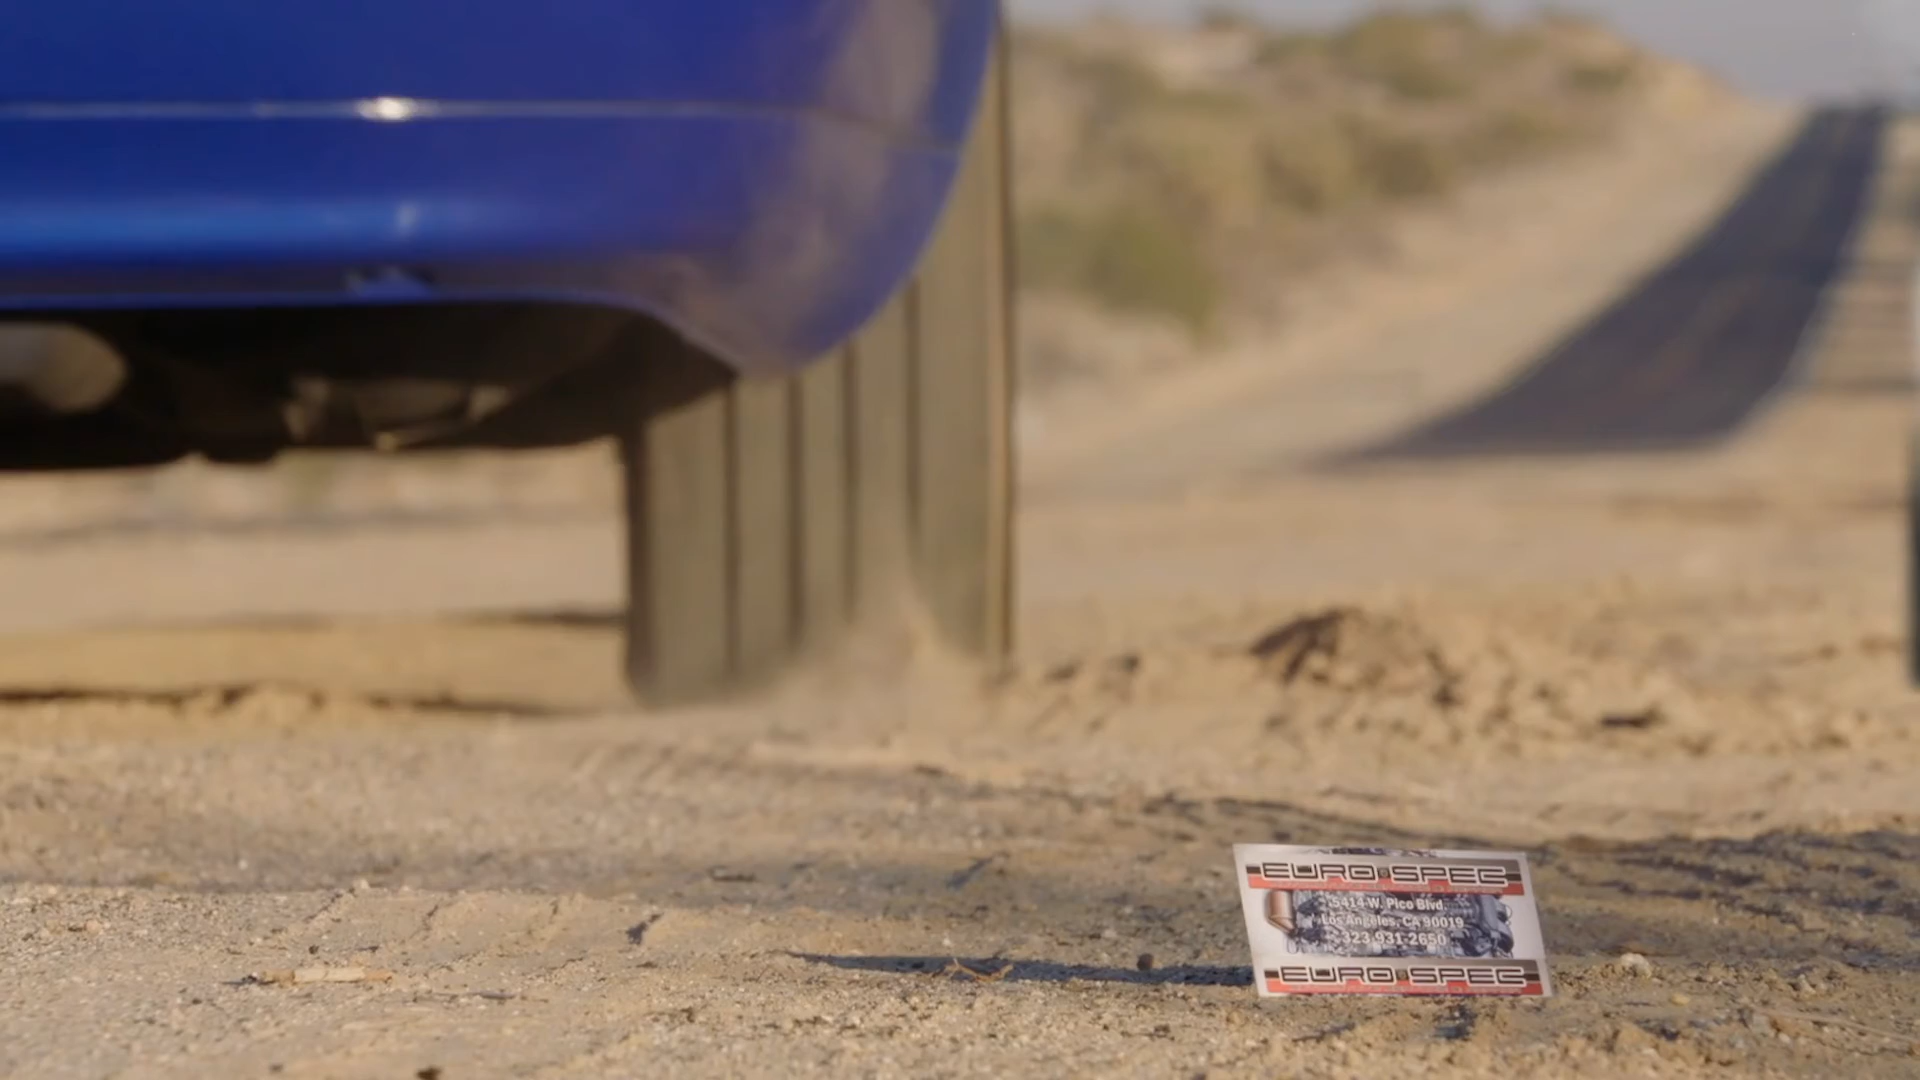 EURO SPEC
5414 W. Pico Blvd.
Los Angeles, CA 90019
323 931-2650
EURO SPEC